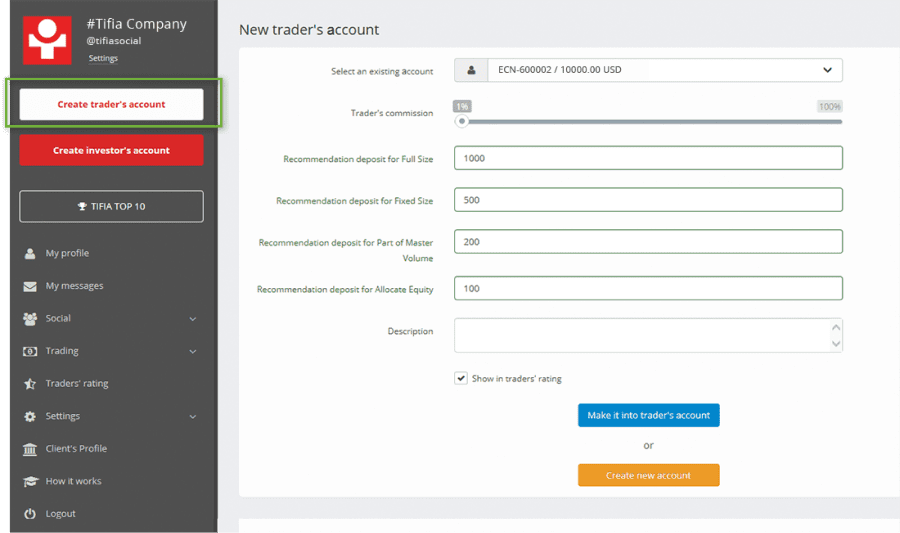 #Tifia Company
@tifiasocial
Settings
Create trader's account
Create investor's account
TIFIA TOP 10
My profile
My messages
Social
Trading
Traders' rating
Settings
Client's Profile
How it works
Logout
New trader's account
Select an existing account
ECN-600002 / 10000.00 USD
Trader's commission
1%
100%
Recommendation deposit for Full Size
1000
Recommendation deposit for Fixed Size
500
Recommendation deposit for Part of Master
Volume
200
Recommendation deposit for Allocate Equity
100
Description
Show in traders' rating
Make it into trader's account
or
Create new account